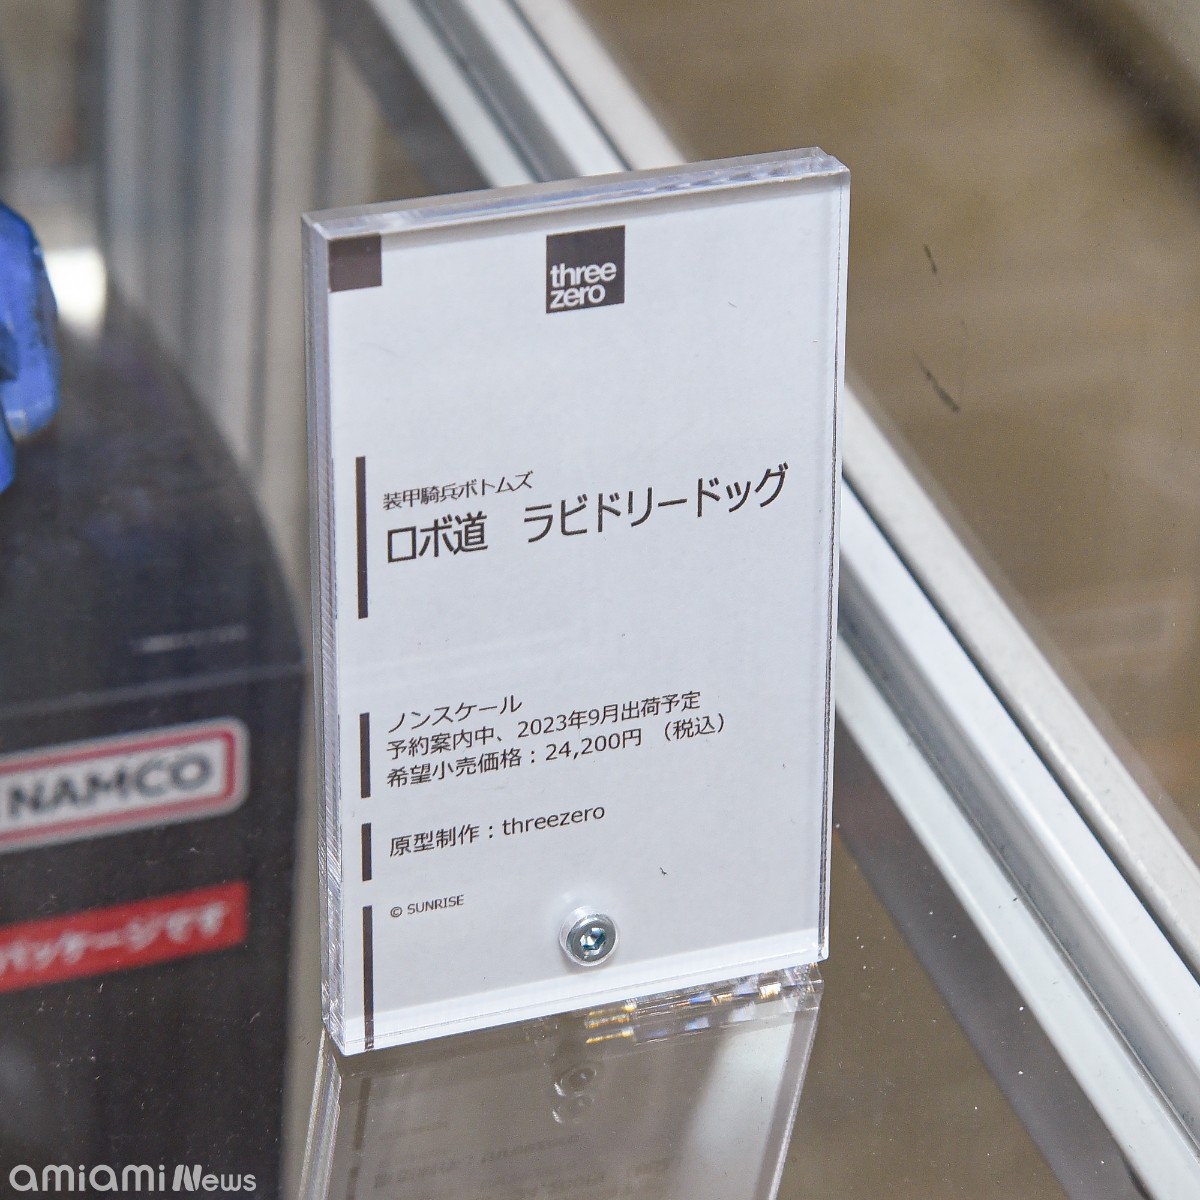 three
zero
装甲騎兵ボトムズ
ロボ道　ラビドリードッグ
ノンスケール
予約案内中、2023年9月出荷予定
希望小売価格：24,200円　（税込）
原型制作：threezero
© SUNRISE
NAMCO
パッケージです
amiami News